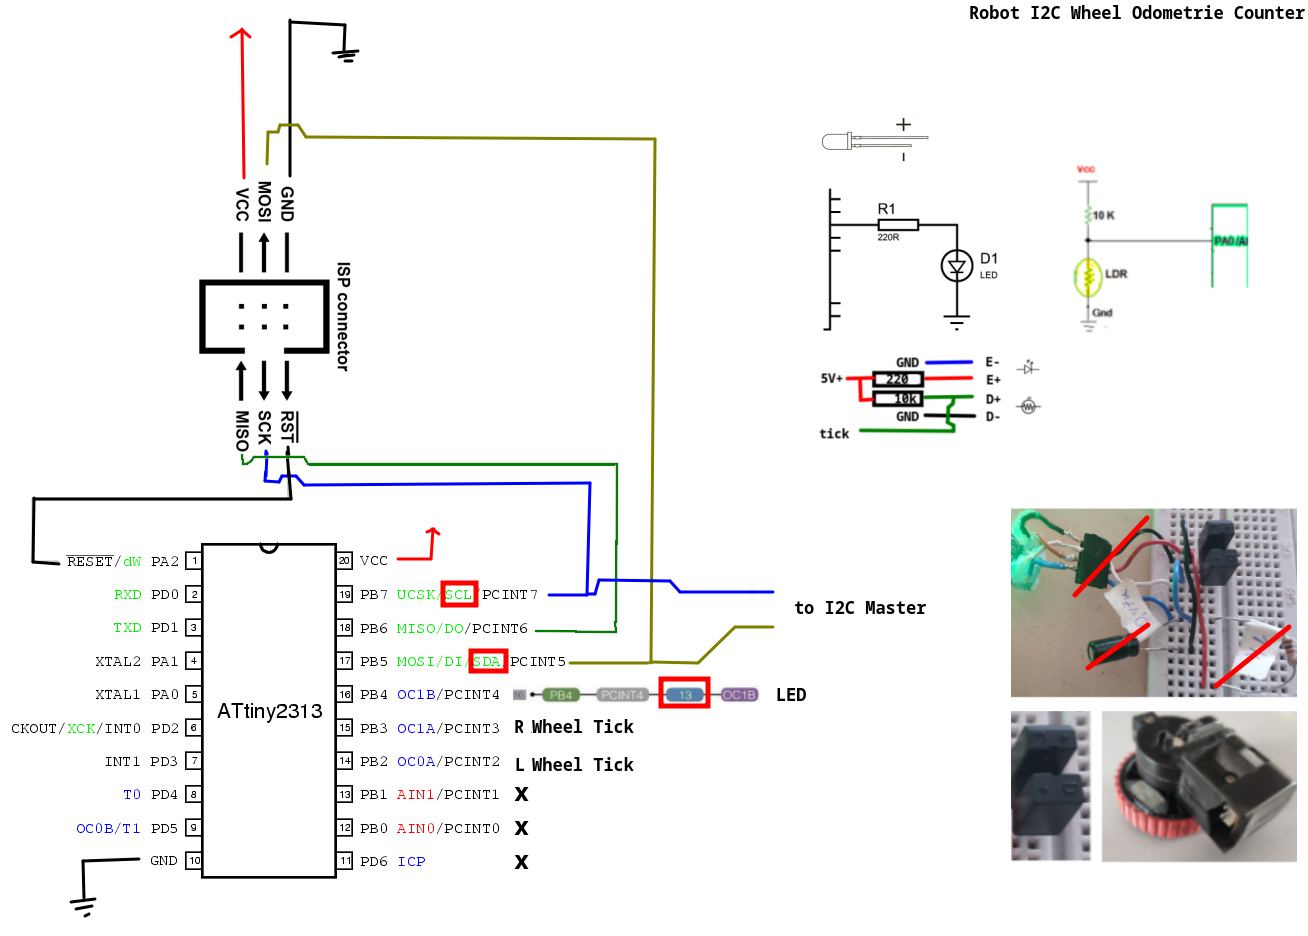 Robot I2C Wheel Odometrie Counter
VCC MOSI GND
ISP connector
MISO SCK RST
+
-
R1
220R
D1
LED
VCC
10 K
PA0/A
LDR
Gnd
GND E-
5V+ 220 E+
10k D+
GND D-
tick
RESET/dW PA2 1
RXD PD0 2
TXD PD1 3
XTAL2 PA1 4
XTAL1 PA0 5
CKOUT/XCK/INT0 PD2 6
INT1 PD3 7
T0 PD4 8
OC0B/T1 PD5 9
GND 10
ATtiny2313
20 VCC
19 PB7 UCSK/SCL/PCINT7
18 PB6 MISO/DO/PCINT6
17 PB5 MOSI/DI/SDA/PCINT5
16 PB4 OC1B/PCINT4 16 PB4 PCINT4 13 OC1B LED
15 PB3 OC1A/PCINT3 R Wheel Tick
14 PB2 OC0A/PCINT2 L Wheel Tick
13 PB1 AIN1/PCINT1 X
12 PB0 AIN0/PCINT0 X
11 PD6 ICP X
to I2C Master